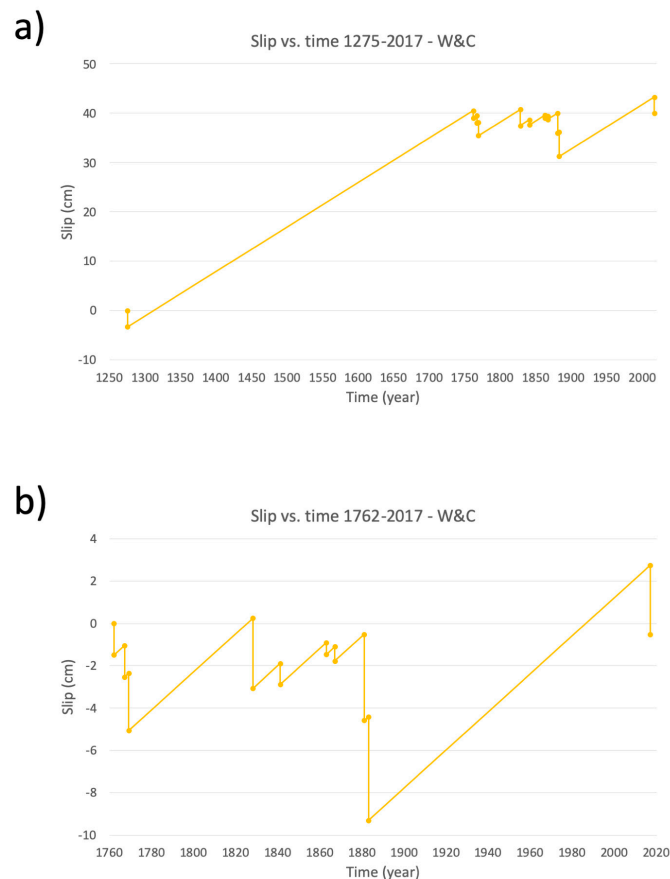 a)
Slip vs. time 1275-2017 - W&C
50
40
30
20
10
0
-10
Slip (cm)
1250 1300 1350 1400 1450 1500 1550 1600 1650 1700 1750 1800 1850 1900 1950 2000
Time (year)
b)
Slip vs. time 1762-2017 - W&C
4
2
0
-2
-4
-6
-8
-10
Slip (cm)
1760 1780 1800 1820 1840 1860 1880 1900 1920 1940 1960 1980 2000 2020
Time (year)